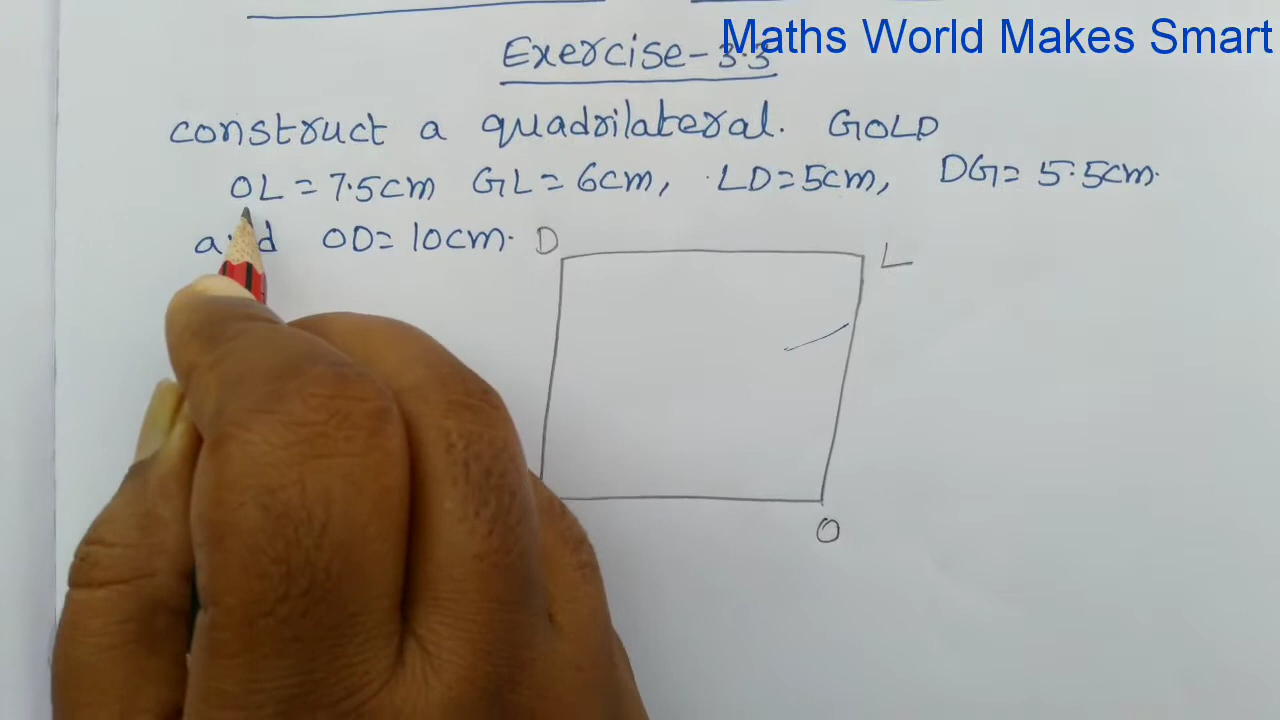 Maths World Makes Smart
Exercise-3.3
construct a quadrilateral. GOLD
OL = 7.5cm GL = 6cm, LD = 5cm, DG = 5.5cm.
and OD = 10cm.
D
L
O